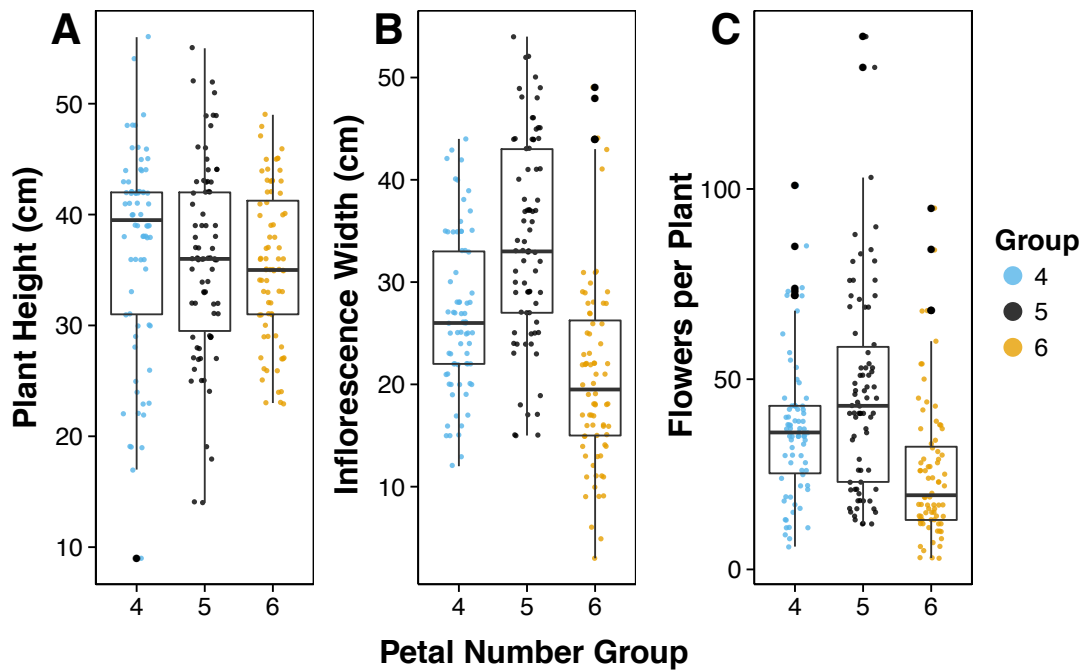 A
B
C
Plant Height (cm)
50
40
30
20
10
4 5 6
Inflorescence Width (cm)
50
40
30
20
10
4 5 6
Flowers per Plant
100
50
0
4 5 6
Petal Number Group
Group
4
5
6